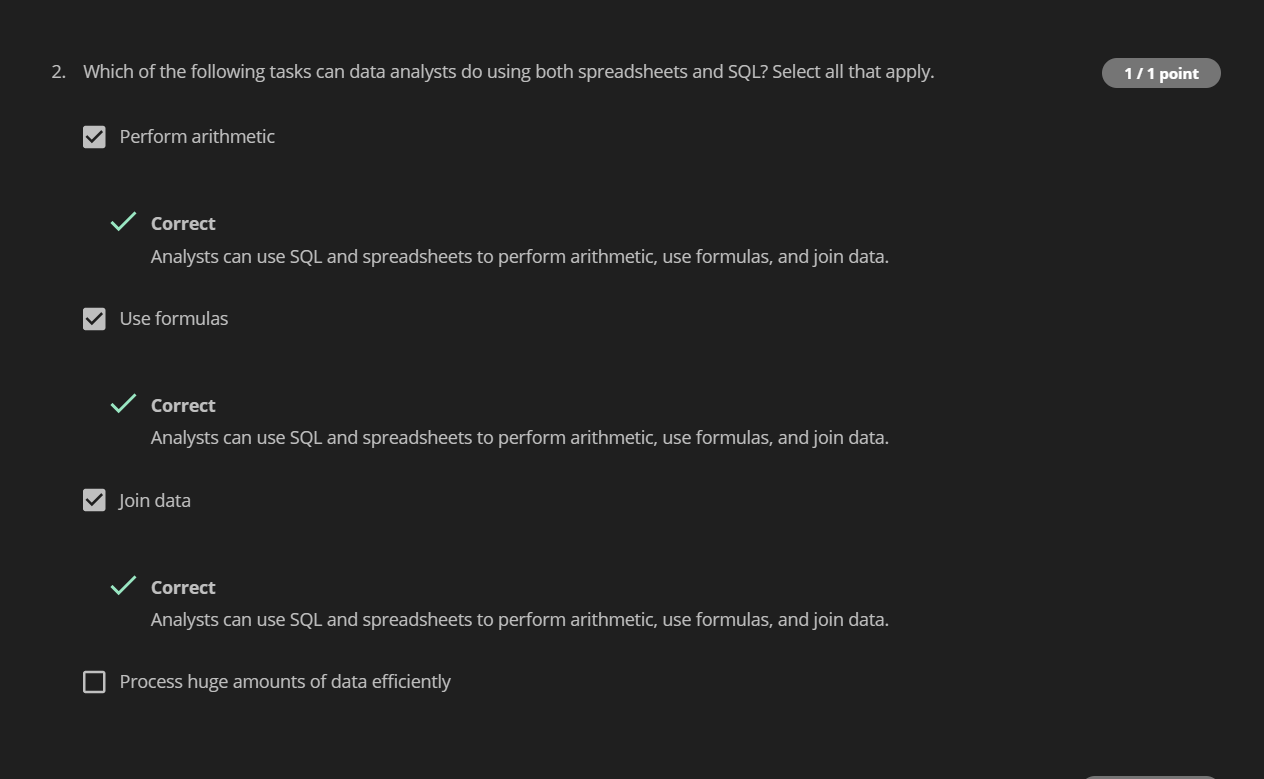 2. Which of the following tasks can data analysts do using both spreadsheets and SQL? Select all that apply.
1 / 1 point
Perform arithmetic
Correct
Analysts can use SQL and spreadsheets to perform arithmetic, use formulas, and join data.
Use formulas
Correct
Analysts can use SQL and spreadsheets to perform arithmetic, use formulas, and join data.
Join data
Correct
Analysts can use SQL and spreadsheets to perform arithmetic, use formulas, and join data.
Process huge amounts of data efficiently